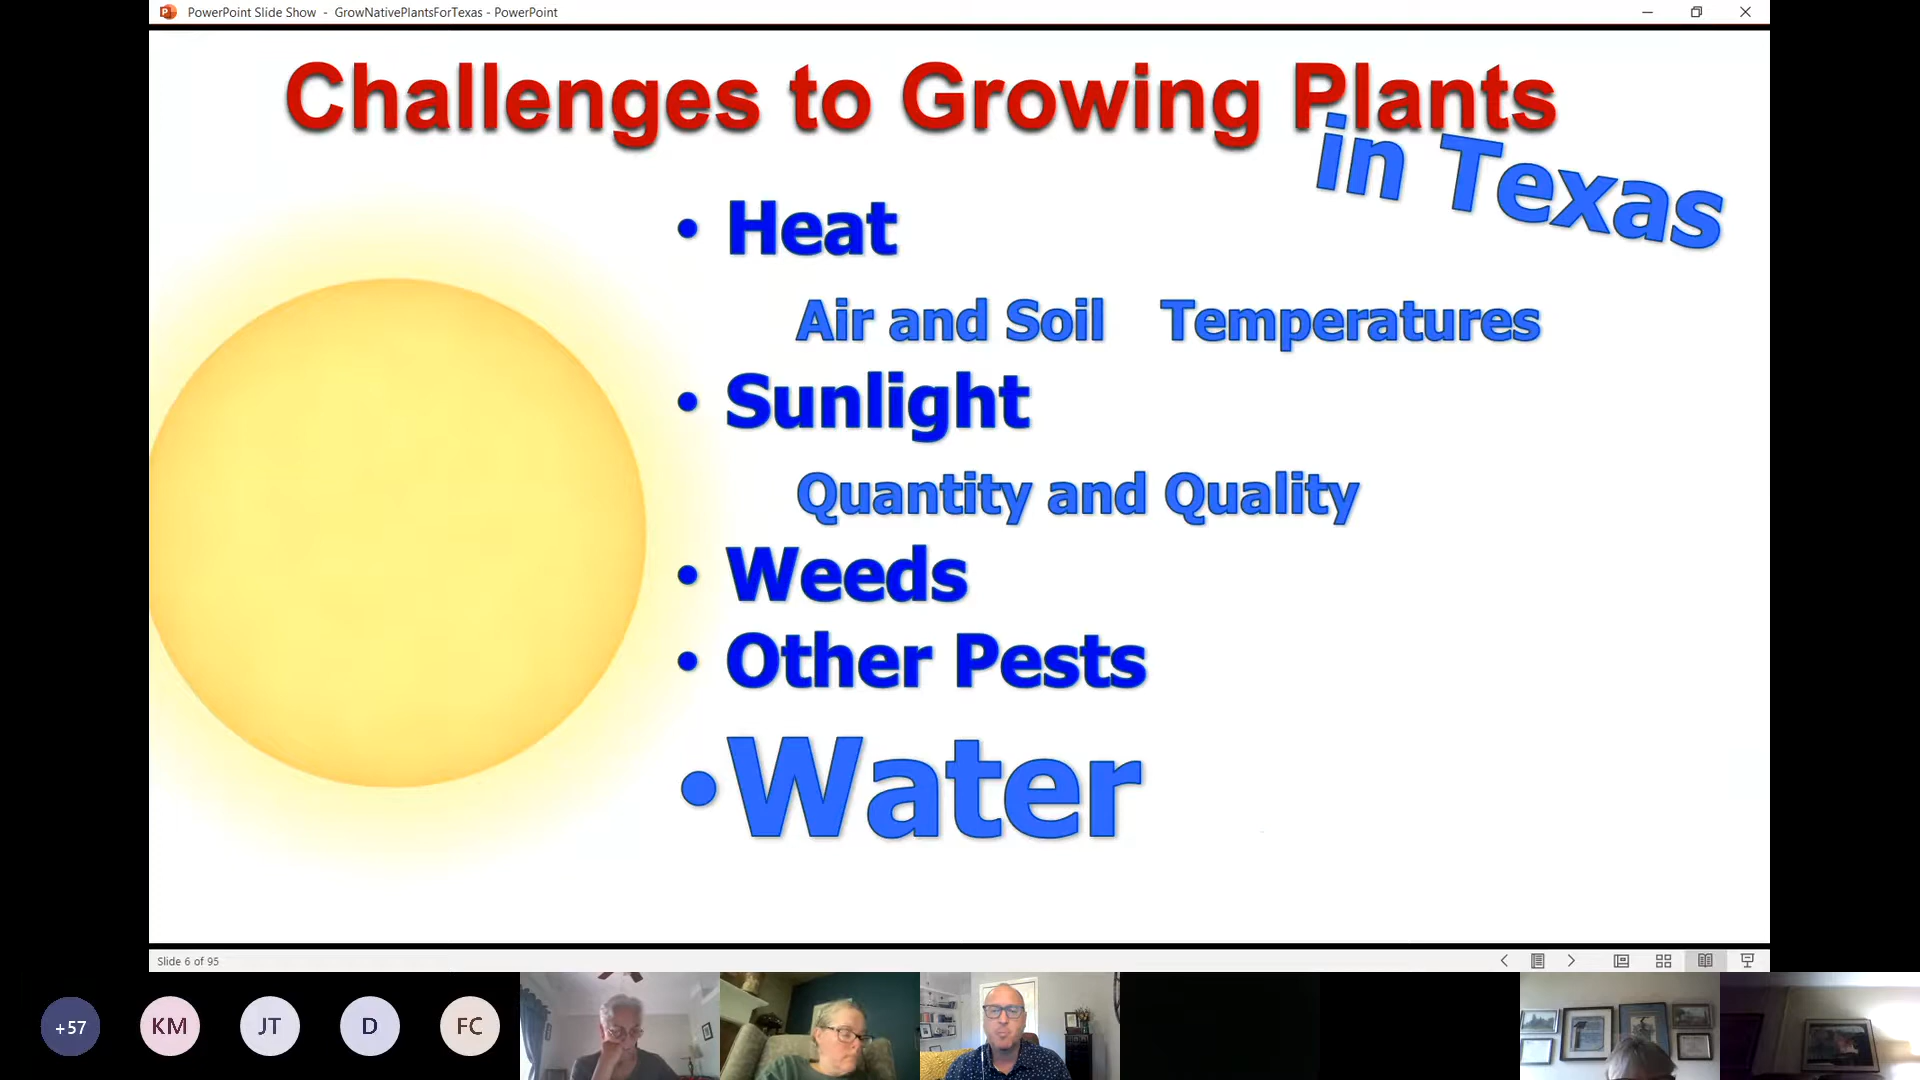 PowerPoint Slide Show - GrowNativePlantsForTexas - PowerPoint
Challenges to Growing Plants
in Texas
• Heat
Air and Soil Temperatures
• Sunlight
Quantity and Quality
• Weeds
• Other Pests
• Water
Slide 6 of 95
+57 KM JT D FC